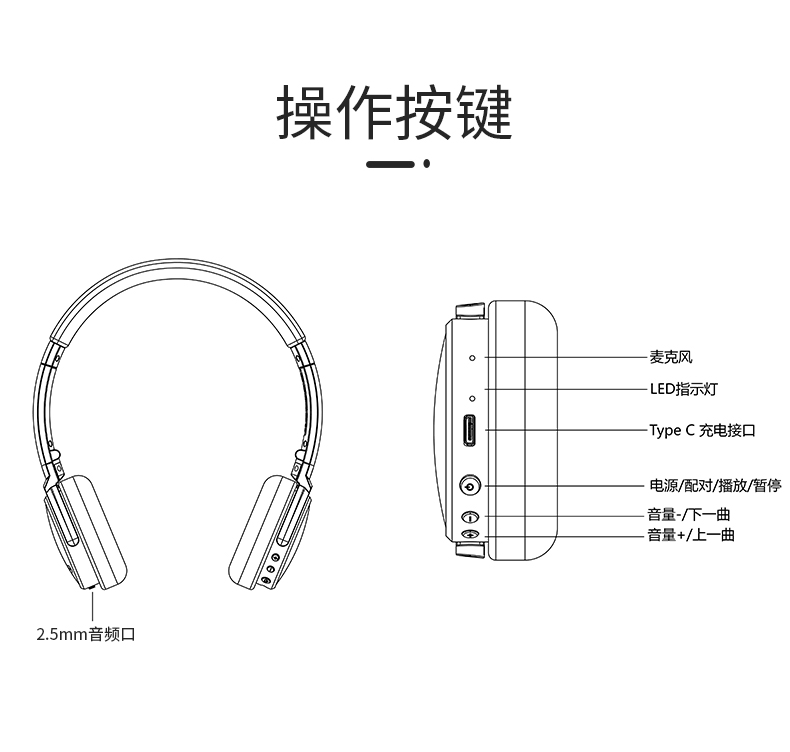 操作按键
麦克风
LED指示灯
Type C 充电接口
电源/配对/播放/暂停
音量-/下一曲
音量+/上一曲
2.5mm音频口